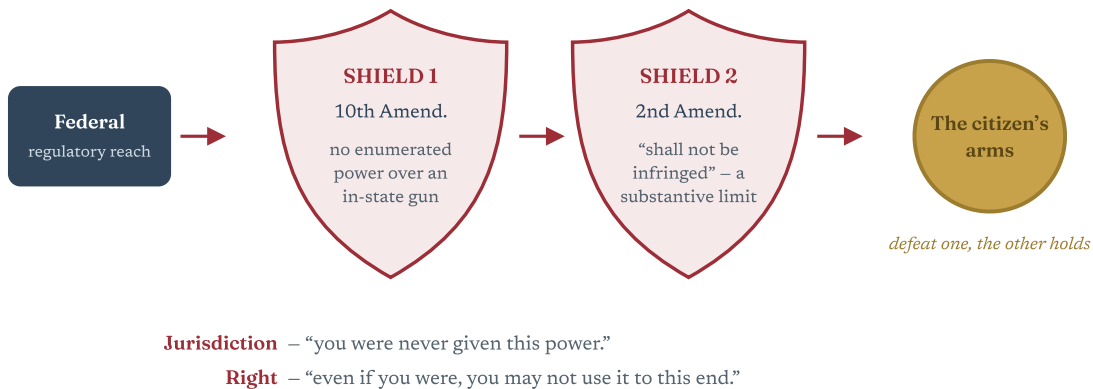 Federal
regulatory reach
SHIELD 1
10th Amend.
no enumerated
power over an
in-state gun
SHIELD 2
2nd Amend.
“shall not be
infringed” — a
substantive limit
The citizen’s
arms
defeat one, the other holds
Jurisdiction — “you were never given this power.”
Right — “even if you were, you may not use it to this end.”